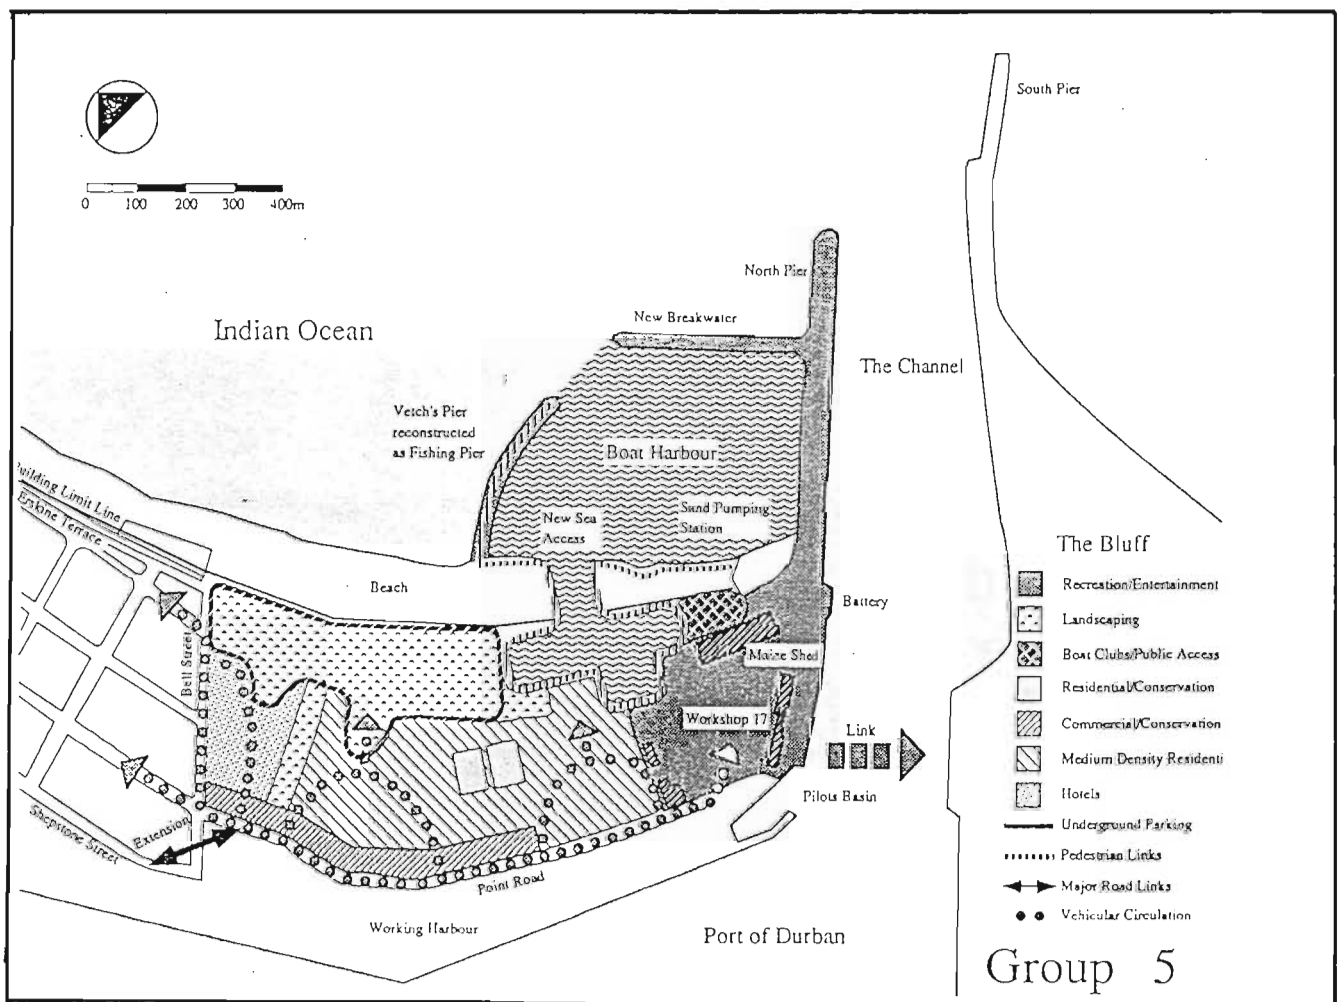 South Pier
0 100 200 300 400m
North Pier
New Breakwater
Indian Ocean
The Channel
Vetch's Pier
reconstructed
as Fishing Pier
Boat Harbour
Building Limit Line
Erskine Terrace
New Sea
Access
Sand Pumping
Station
The Bluff
Beach
Battery
Recreation/Entertainment
Landscaping
Boat Clubs/Public Access
Residential/Conservation
Commercial/Conservation
Medium Density Residenti
Hotels
Underground Parking
Pedestrian Links
Major Road Links
Vehicular Circulation
Bell Street
Maize Shed
Workshop 17
Link
Pilots Basin
Shepstone Street
Extension
Point Road
Working Harbour
Port of Durban
Group 5